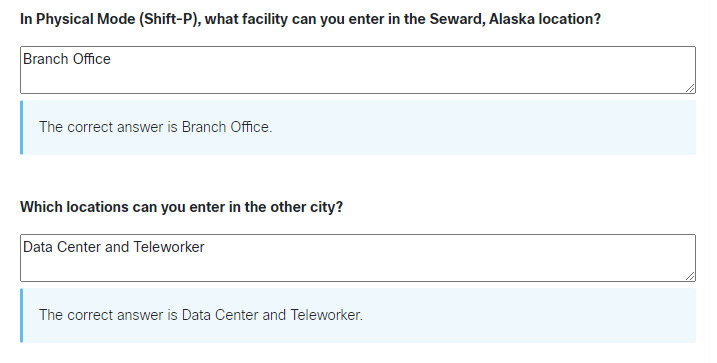 In Physical Mode (Shift-P), what facility can you enter in the Seward, Alaska location?
Branch Office
The correct answer is Branch Office.
Which locations can you enter in the other city?
Data Center and Teleworker
The correct answer is Data Center and Teleworker.